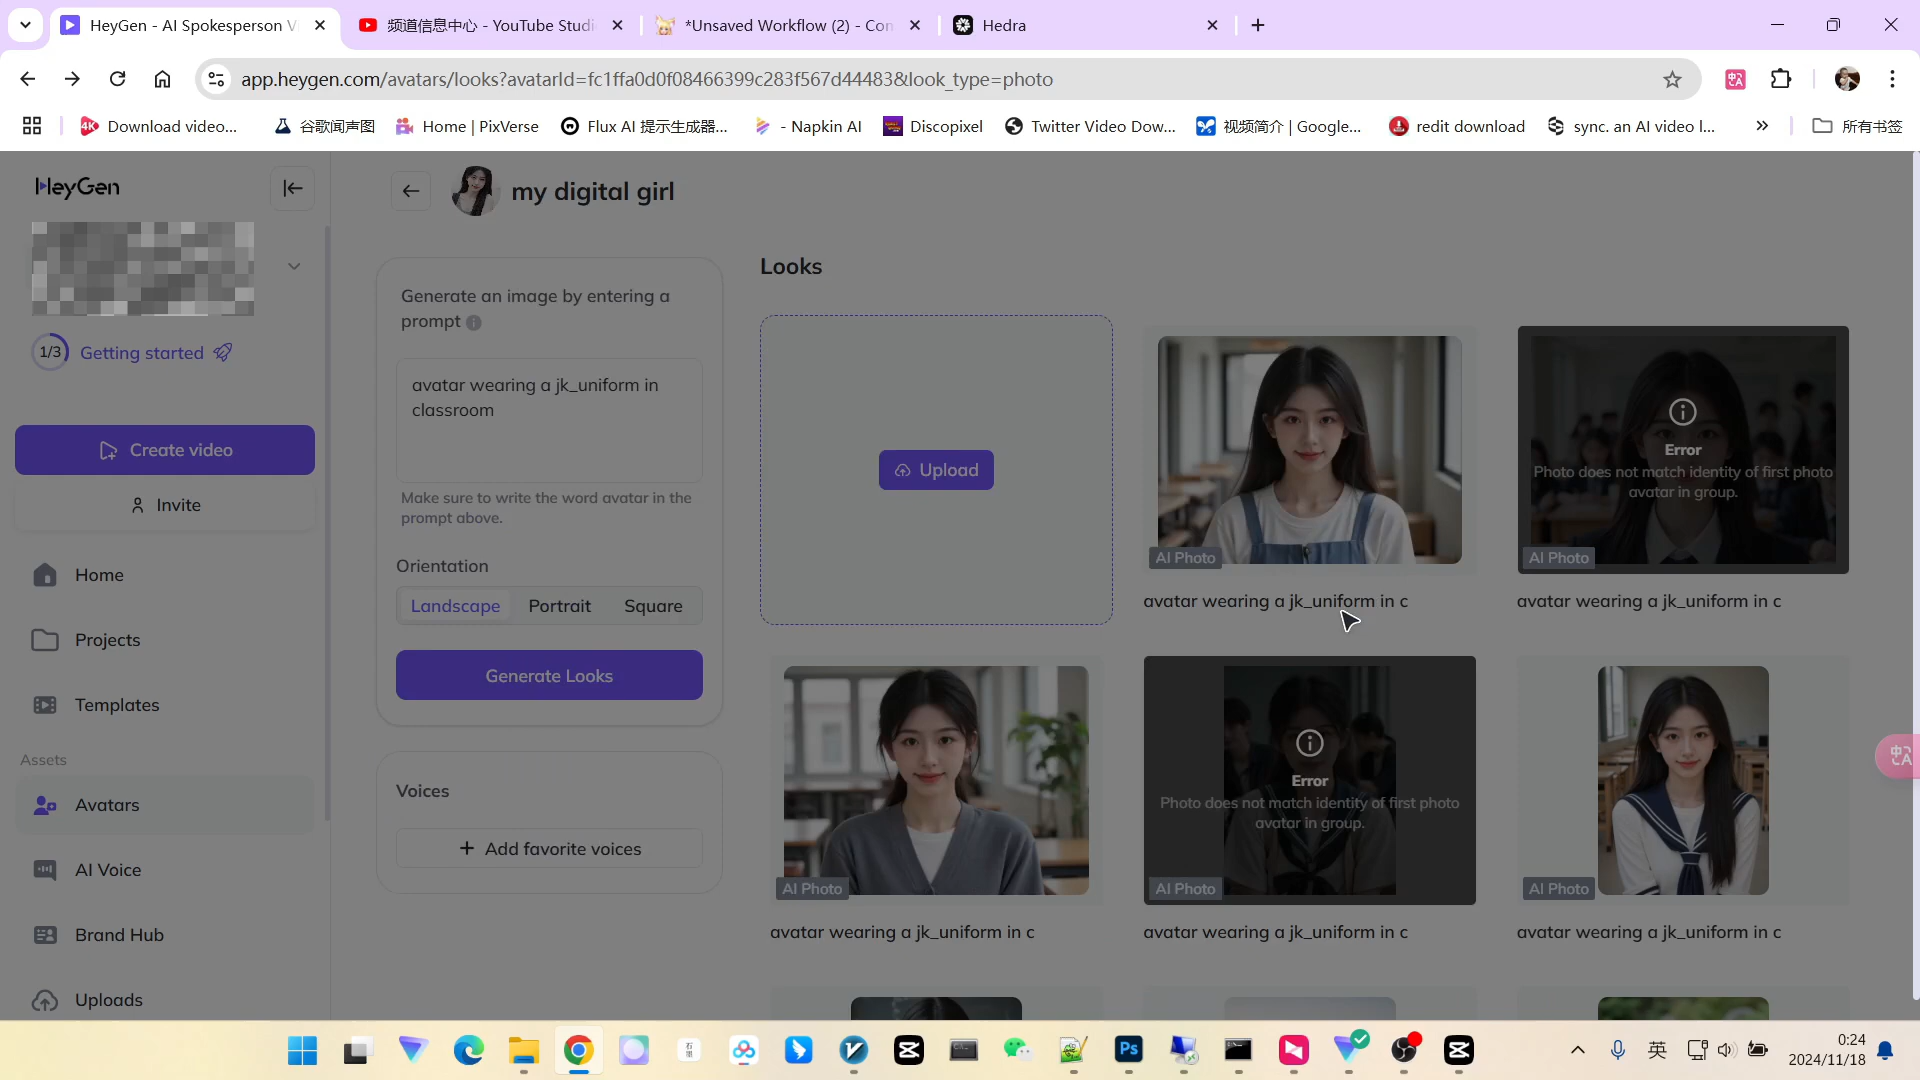 HeyGen - AI Spokesperson V
频道信息中心 - YouTube Studi
*Unsaved Workflow (2) - Con
Hedra
app.heygen.com/avatars/looks?avatarId=fc1ffa0d0f08466399c283f567d44483&look_type=photo
Download video...
谷歌闻声图
Home | PixVerse
Flux AI 提示生成器...
- Napkin AI
Discopixel
Twitter Video Dow...
视频简介 | Google...
redit download
sync. an AI video l...
所有书签
HeyGen
my digital girl
1/3 Getting started
Create video
Invite
Home
Projects
Templates
Assets
Avatars
AI Voice
Brand Hub
Uploads
Generate an image by entering a
prompt
avatar wearing a jk_uniform in
classroom
Make sure to write the word avatar in the
prompt above.
Orientation
Landscape Portrait Square
Generate Looks
Voices
+ Add favorite voices
Looks
Upload
AI Photo
avatar wearing a jk_uniform in c
Error
Photo does not match identity of first photo
avatar in group.
AI Photo
avatar wearing a jk_uniform in c
AI Photo
avatar wearing a jk_uniform in c
Error
Photo does not match identity of first photo
avatar in group.
AI Photo
avatar wearing a jk_uniform in c
AI Photo
avatar wearing a jk_uniform in c
中A
Ps
英
0:24
2024/11/18